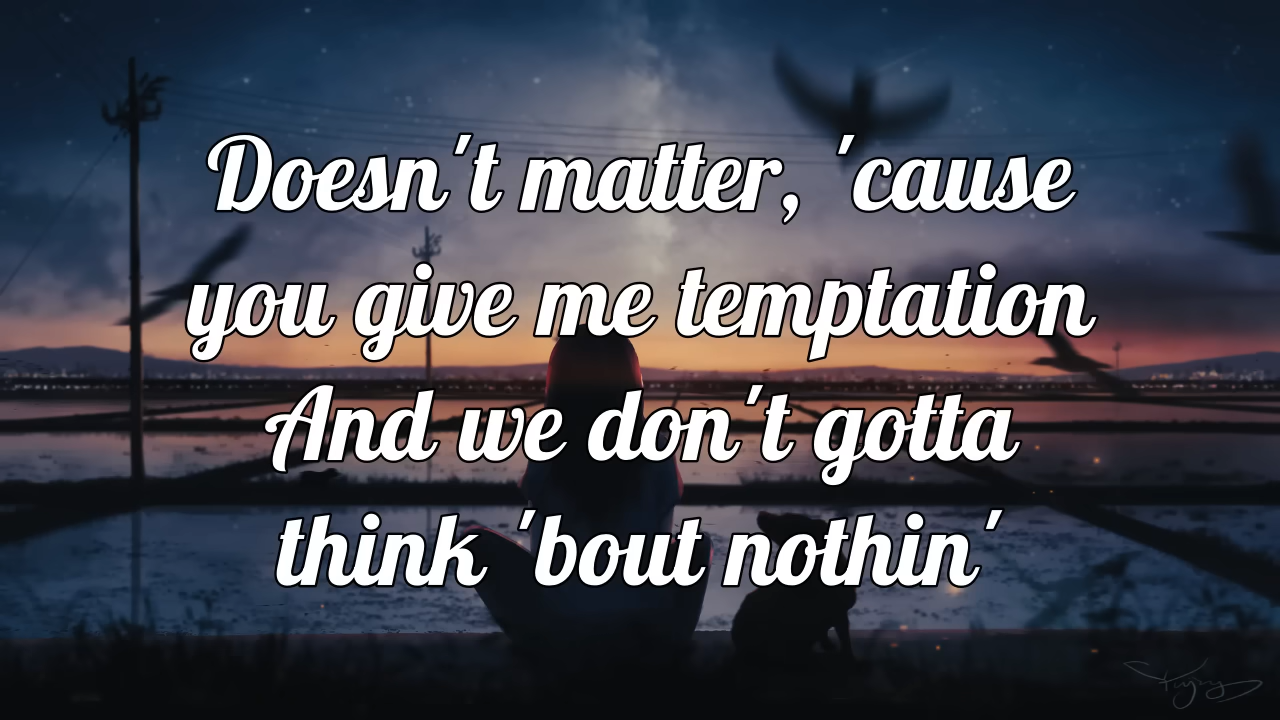 Doesn't matter, 'cause
you give me temptation
And we don't gotta
think 'bout nothin'